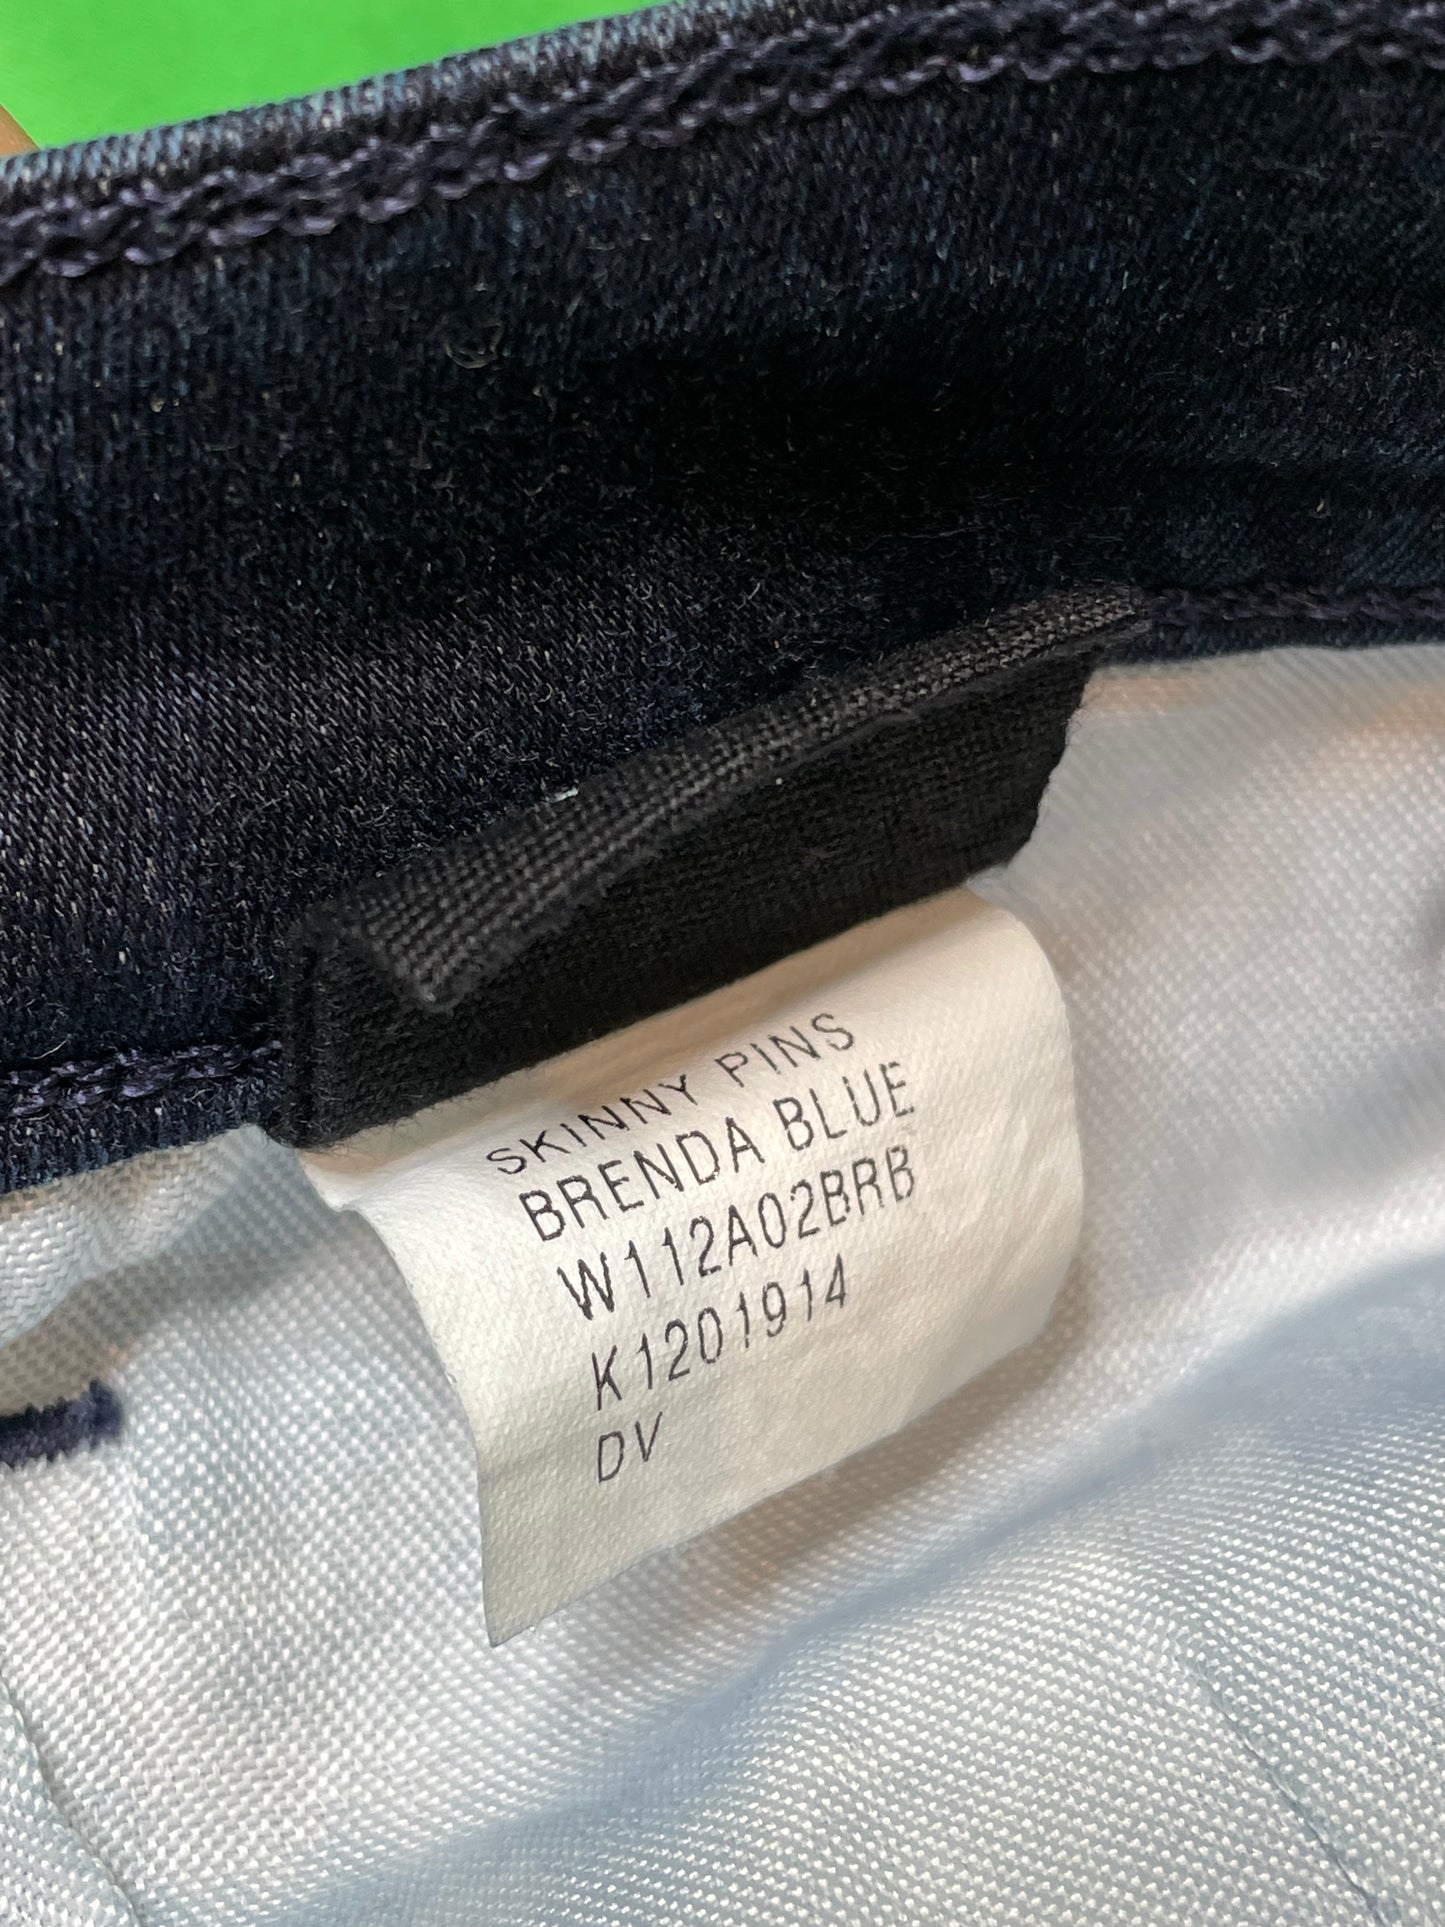 SKINNY PINS
BRENDA BLUE
W112A02BRB
K1201914
DV